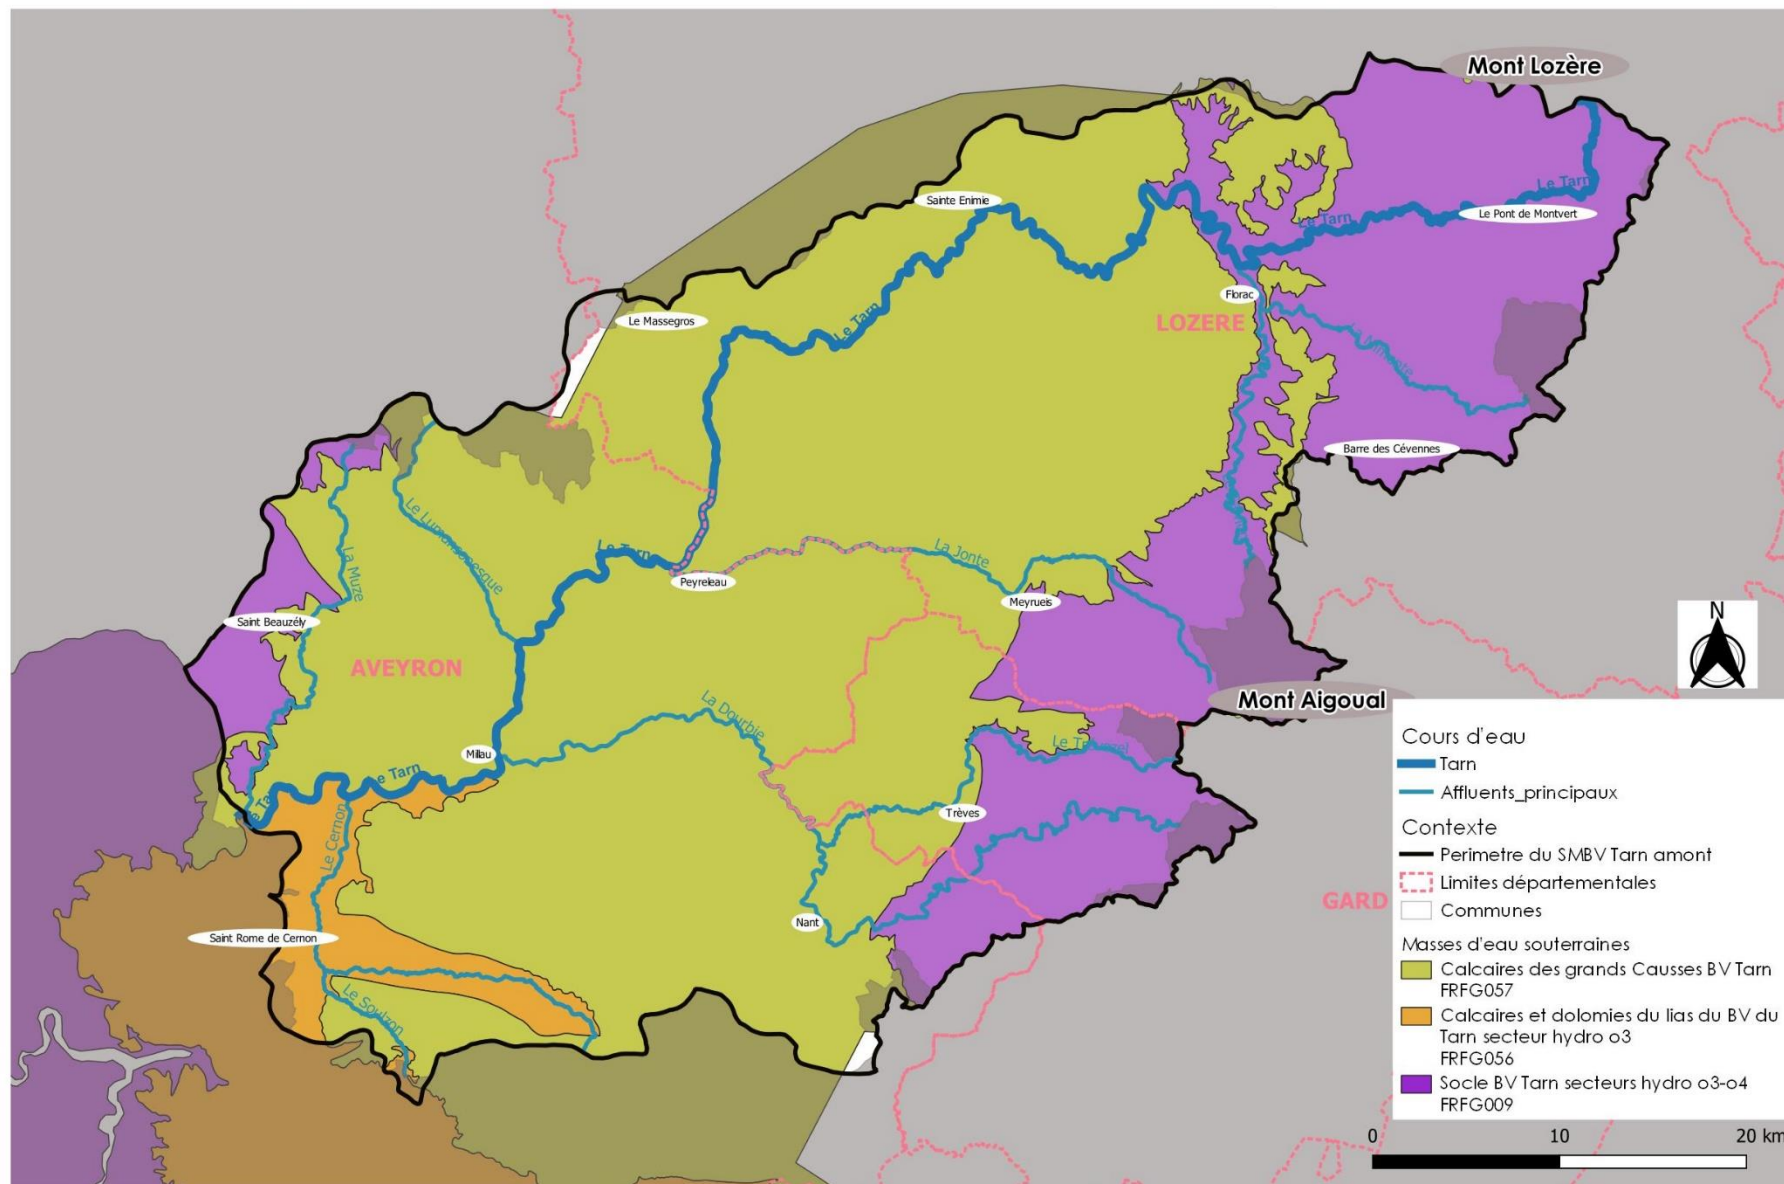 Mont Lozère
Le Tarn
Le Pont de Montvert
Le Tarn
Sainte Enimie
Florac
LOZERE
Le Massegros
Le Tarn
Barre des Cévennes
Le Tarn
La Jonte
Peyreleau
Meyrueis
La Muze
Saint Beauzély
AVEYRON
Mont Aigoual
La Dourbie
Millau
Le Tarn
Le Cernon
Trèves
Nant
GARD
Saint Rome de Cernon
Le Soulzon
N
Cours d'eau
Tarn
Affluents_principaux
Contexte
Perimetre du SMBV Tarn amont
Limites départementales
Communes
Masses d'eau souterraines
Calcaires des grands Causses BV Tarn
FRFG057
Calcaires et dolomies du lias du BV du
Tarn secteur hydro o3
FRFG056
Socle BV Tarn secteurs hydro o3-o4
FRFG009
0 10 20 km